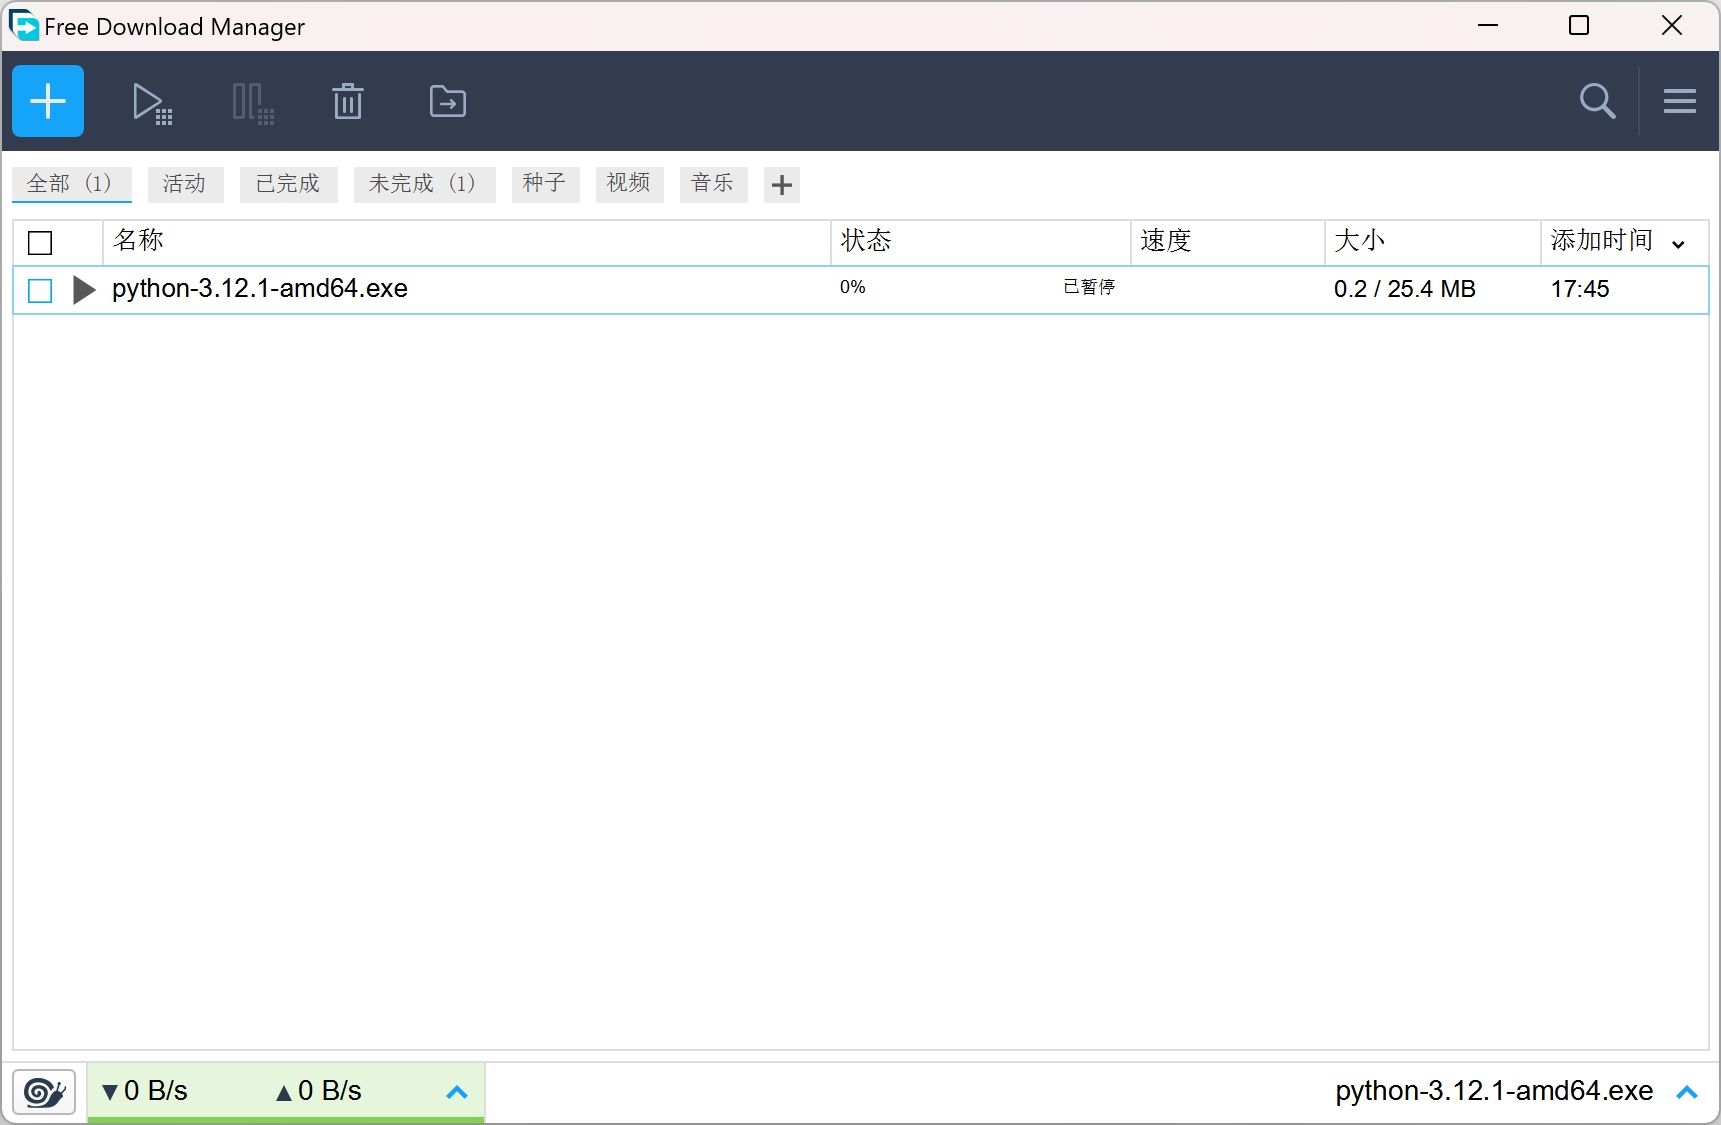 Free Download Manager
全部 (1) 活动 已完成 未完成 (1) 种子 视频 音乐
名称 状态 速度 大小 添加时间
python-3.12.1-amd64.exe 0% 已暂停 0.2 / 25.4 MB 17:45
▼0 B/s ▲0 B/s python-3.12.1-amd64.exe